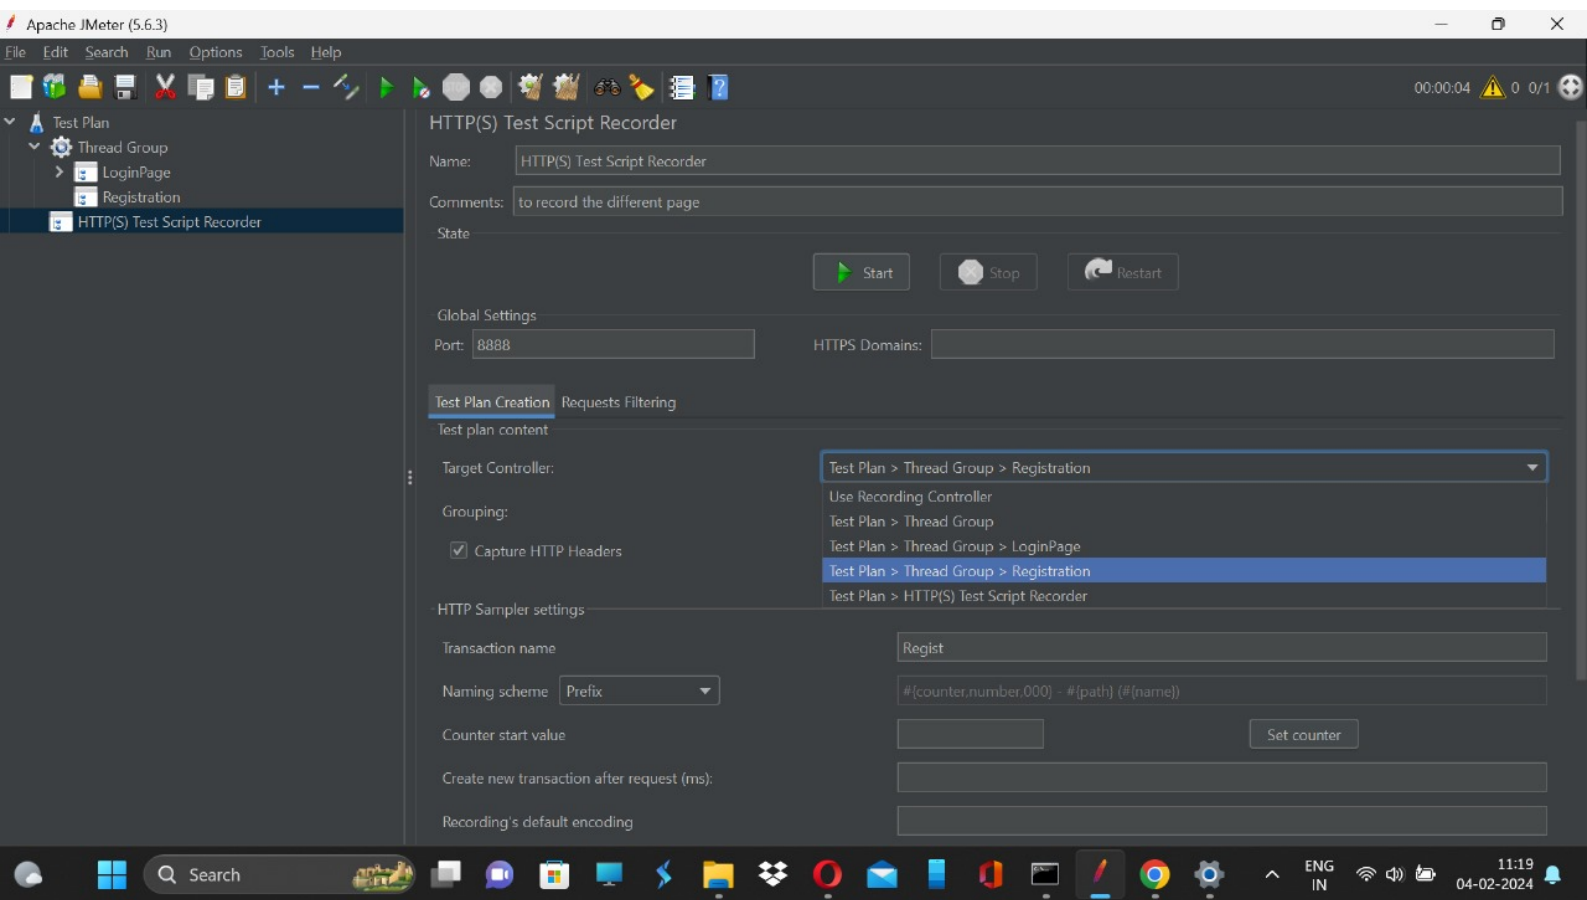 Apache JMeter (5.6.3)
File Edit Search Run Options Tools Help
STOP
00:00:04 0 0/1
Test Plan
Thread Group
LoginPage
Registration
HTTP(S) Test Script Recorder
HTTP(S) Test Script Recorder
Name: HTTP(S) Test Script Recorder
Comments: to record the different page
State
Start Stop Restart
Global Settings
Port: 8888 HTTPS Domains:
Test Plan Creation Requests Filtering
Test plan content
Target Controller: Test Plan > Thread Group > Registration
Use Recording Controller
Grouping:
Test Plan > Thread Group
Capture HTTP Headers
Test Plan > Thread Group > LoginPage
Test Plan > Thread Group > Registration
Test Plan > HTTP(S) Test Script Recorder
HTTP Sampler settings
Transaction name Regist
Naming scheme Prefix #{counter,number,000} - #{path} (#{name})
Counter start value Set counter
Create new transaction after request (ms):
Recording's default encoding
Search
ENG
IN
11:19
04-02-2024